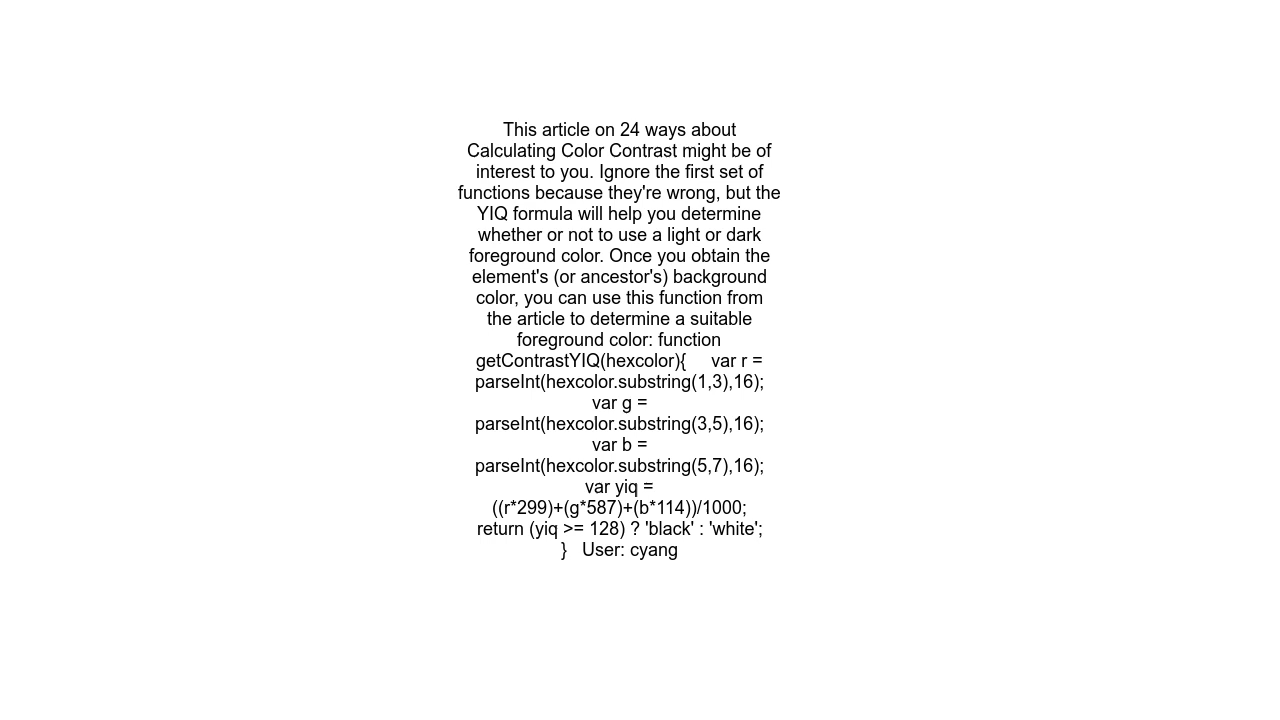 This article on 24 ways about
Calculating Color Contrast might be of
interest to you. Ignore the first set of
functions because they're wrong, but the
YIQ formula will help you determine
whether or not to use a light or dark
foreground color. Once you obtain the
element's (or ancestor's) background
color, you can use this function from
the article to determine a suitable
foreground color: function
getContrastYIQ(hexcolor){     var r =
parseInt(hexcolor.substring(1,3),16);
var g =
parseInt(hexcolor.substring(3,5),16);
var b =
parseInt(hexcolor.substring(5,7),16);
var yiq =
((r*299)+(g*587)+(b*114))/1000;
return (yiq >= 128) ? 'black' : 'white';
}   User: cyang